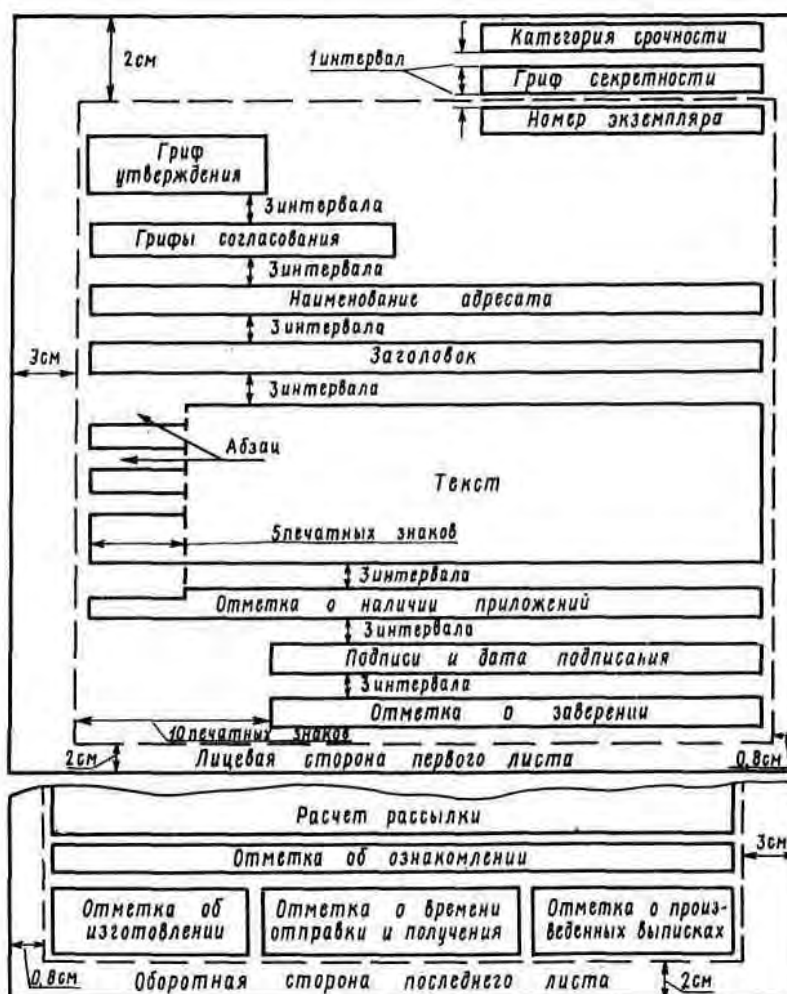 Категория срочности
2см
1интервал
Гриф секретности
Номер экземпляра
Гриф
утверждения
3интервала
Грифы согласования
3интервала
Наименование адресата
3интервала
3см
Заголовок
3интервала
Абзац
Текст
5печатных знаков
3интервала
Отметка о наличии приложений
3интервала
Подписи и дата подписания
3интервала
Отметка о заверении
10печатных знаков
2см
Лицевая сторона первого листа
0,8см
Расчет рассылки
Отметка об ознакомлении
3см
Отметка об
изготовлении
Отметка о времени
отправки и получения
Отметка о произ-
веденных выписках
0,8см
Оборотная сторона последнего листа
2см